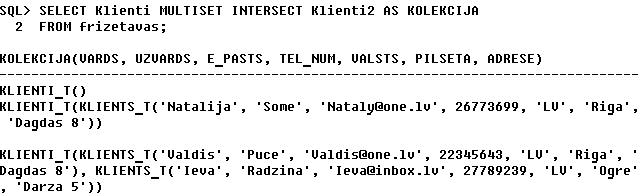 SQL> SELECT Klienti MULTISET INTERSECT Klienti2 AS KOLEKCIJA
2 FROM frizetavas;
KOLEKCIJA(VARDS, UZVARDS, E_PASTS, TEL_NUM, VALSTS, PILSETA, ADRESE)
--------------------------------------------------------------------------------
KLIENTI_T()
KLIENTI_T(KLIENTS_T('Natalija', 'Some', 'Nataly@one.lv', 26773699, 'LV', 'Riga',
'Dagdas 8'))
KLIENTI_T(KLIENTS_T('Valdis', 'Puce', 'Valdis@one.lv', 22345643, 'LV', 'Riga', '
Dagdas 8'), KLIENTS_T('Ieva', 'Radzina', 'Ieva@inbox.lv', 27789239, 'LV', 'Ogre'
, 'Darza 5'))